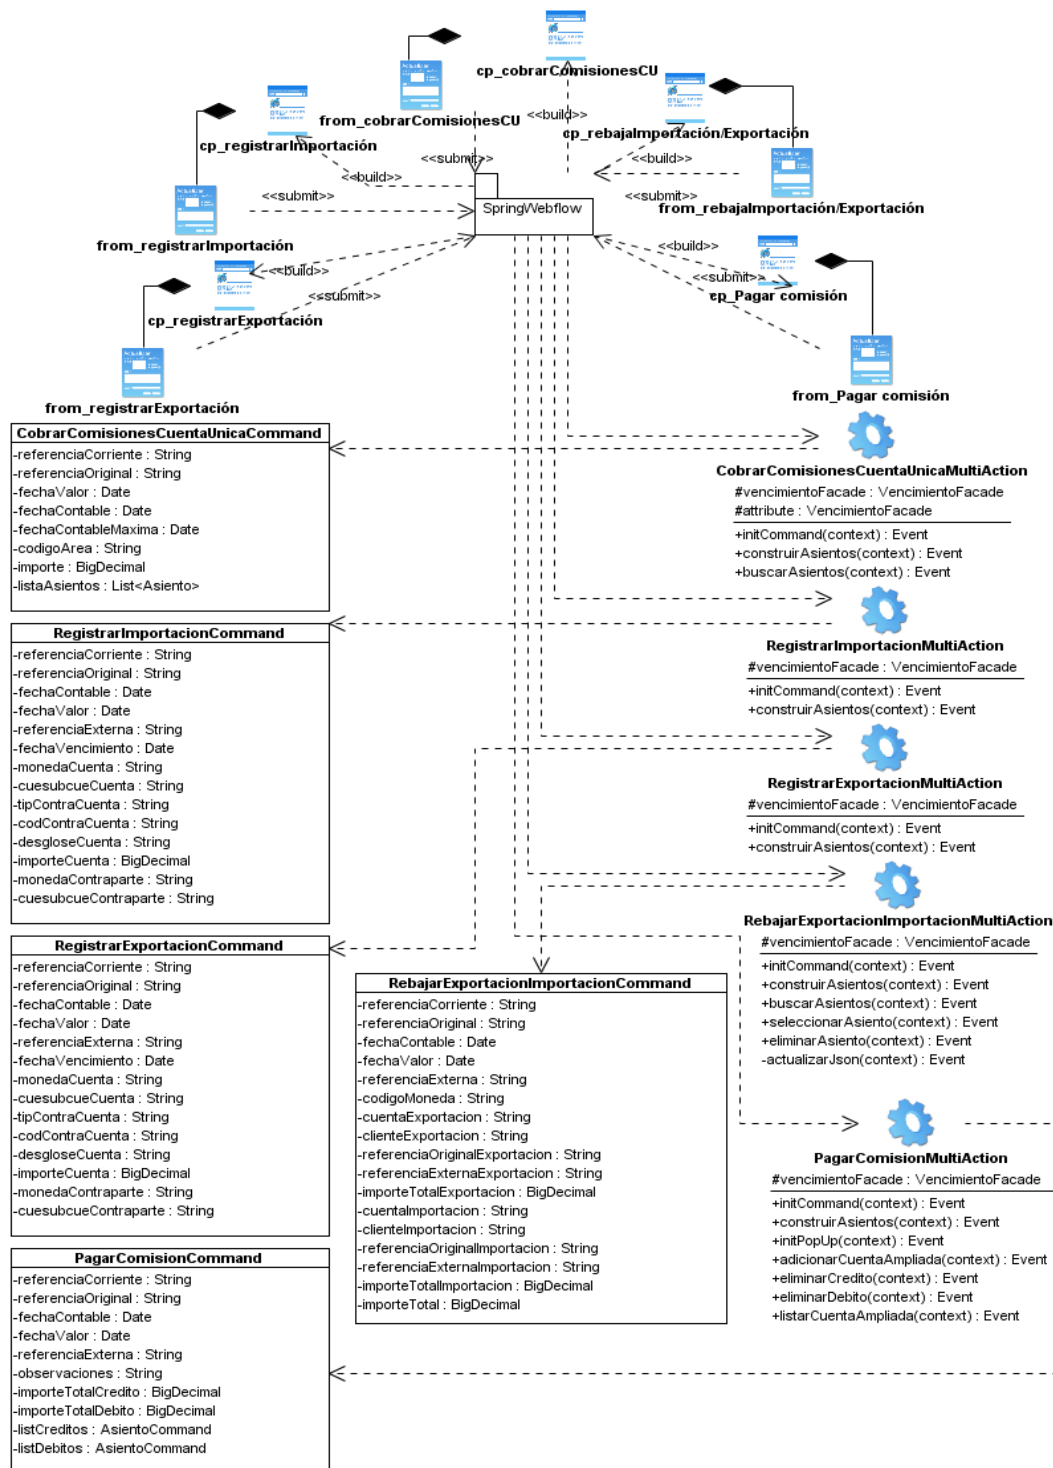 cp_cobrarComisionesCU
from_cobrarComisionesCU
<<build>>
cp_rebajaImportación/Exportación
cp_registrarImportación
<<submit>>
<<build>>
<<build>>
<<submit>>
<<submit>>
SpringWebflow
from_rebajaImportación/Exportación
from_registrarImportación
<<build>>
<<build>>
<<submit>>
<<submit>>
cp_Pagar comisión
cp_registrarExportación
from_Pagar comisión
from_registrarExportación
CobrarComisionesCuentaUnicaCommand
-referenciaCorriente : String
-referenciaOriginal : String
-fechaValor : Date
-fechaContable : Date
-fechaContableMaxima : Date
-codigoArea : String
-importe : BigDecimal
-listaAsientos : List<Asiento>
CobrarComisionesCuentaUnicaMultiAction
#vencimientoFacade : VencimientoFacade
#attribute : VencimientoFacade
+initCommand(context) : Event
+construirAsientos(context) : Event
+buscarAsientos(context) : Event
RegistrarImportacionCommand
-referenciaCorriente : String
-referenciaOriginal : String
-fechaContable : Date
-fechaValor : Date
-referenciaExterna : String
-fechaVencimiento : Date
-monedaCuenta : String
-cuesubcueCuenta : String
-tipContraCuenta : String
-codContraCuenta : String
-desgloseCuenta : String
-importeCuenta : BigDecimal
-monedaContraparte : String
-cuesubcueContraparte : String
RegistrarImportacionMultiAction
#vencimientoFacade : VencimientoFacade
+initCommand(context) : Event
+construirAsientos(context) : Event
RegistrarExportacionMultiAction
#vencimientoFacade : VencimientoFacade
+initCommand(context) : Event
+construirAsientos(context) : Event
RebajarExportacionImportacionMultiAction
#vencimientoFacade : VencimientoFacade
+initCommand(context) : Event
+construirAsientos(context) : Event
+buscarAsientos(context) : Event
+seleccionarAsiento(context) : Event
+eliminarAsiento(context) : Event
-actualizarJson(context) : Event
RegistrarExportacionCommand
-referenciaCorriente : String
-referenciaOriginal : String
-fechaContable : Date
-fechaValor : Date
-referenciaExterna : String
-fechaVencimiento : Date
-monedaCuenta : String
-cuesubcueCuenta : String
-tipContraCuenta : String
-codContraCuenta : String
-desgloseCuenta : String
-importeCuenta : BigDecimal
-monedaContraparte : String
-cuesubcueContraparte : String
RebajarExportacionImportacionCommand
-referenciaCorriente : String
-referenciaOriginal : String
-fechaContable : Date
-fechaValor : Date
-referenciaExterna : String
-codigoMoneda : String
-cuentaExportacion : String
-clienteExportacion : String
-referenciaOriginalExportacion : String
-referenciaExternaExportacion : String
-importeTotalExportacion : BigDecimal
-cuentaImportacion : String
-clienteImportacion : String
-referenciaOriginalImportacion : String
-referenciaExternaImportacion : String
-importeTotalImportacion : BigDecimal
-importeTotal : BigDecimal
PagarComisionMultiAction
#vencimientoFacade : VencimientoFacade
+initCommand(context) : Event
+construirAsientos(context) : Event
+initPopUp(context) : Event
+adicionarCuentaAmpliada(context) : Event
+eliminarCredito(context) : Event
+eliminarDebito(context) : Event
+listarCuentaAmpliada(context) : Event
PagarComisionCommand
-referenciaCorriente : String
-referenciaOriginal : String
-fechaContable : Date
-fechaValor : Date
-referenciaExterna : String
-observaciones : String
-importeTotalCredito : BigDecimal
-importeTotalDebito : BigDecimal
-listCreditos : AsientoCommand
-listDebitos : AsientoCommand